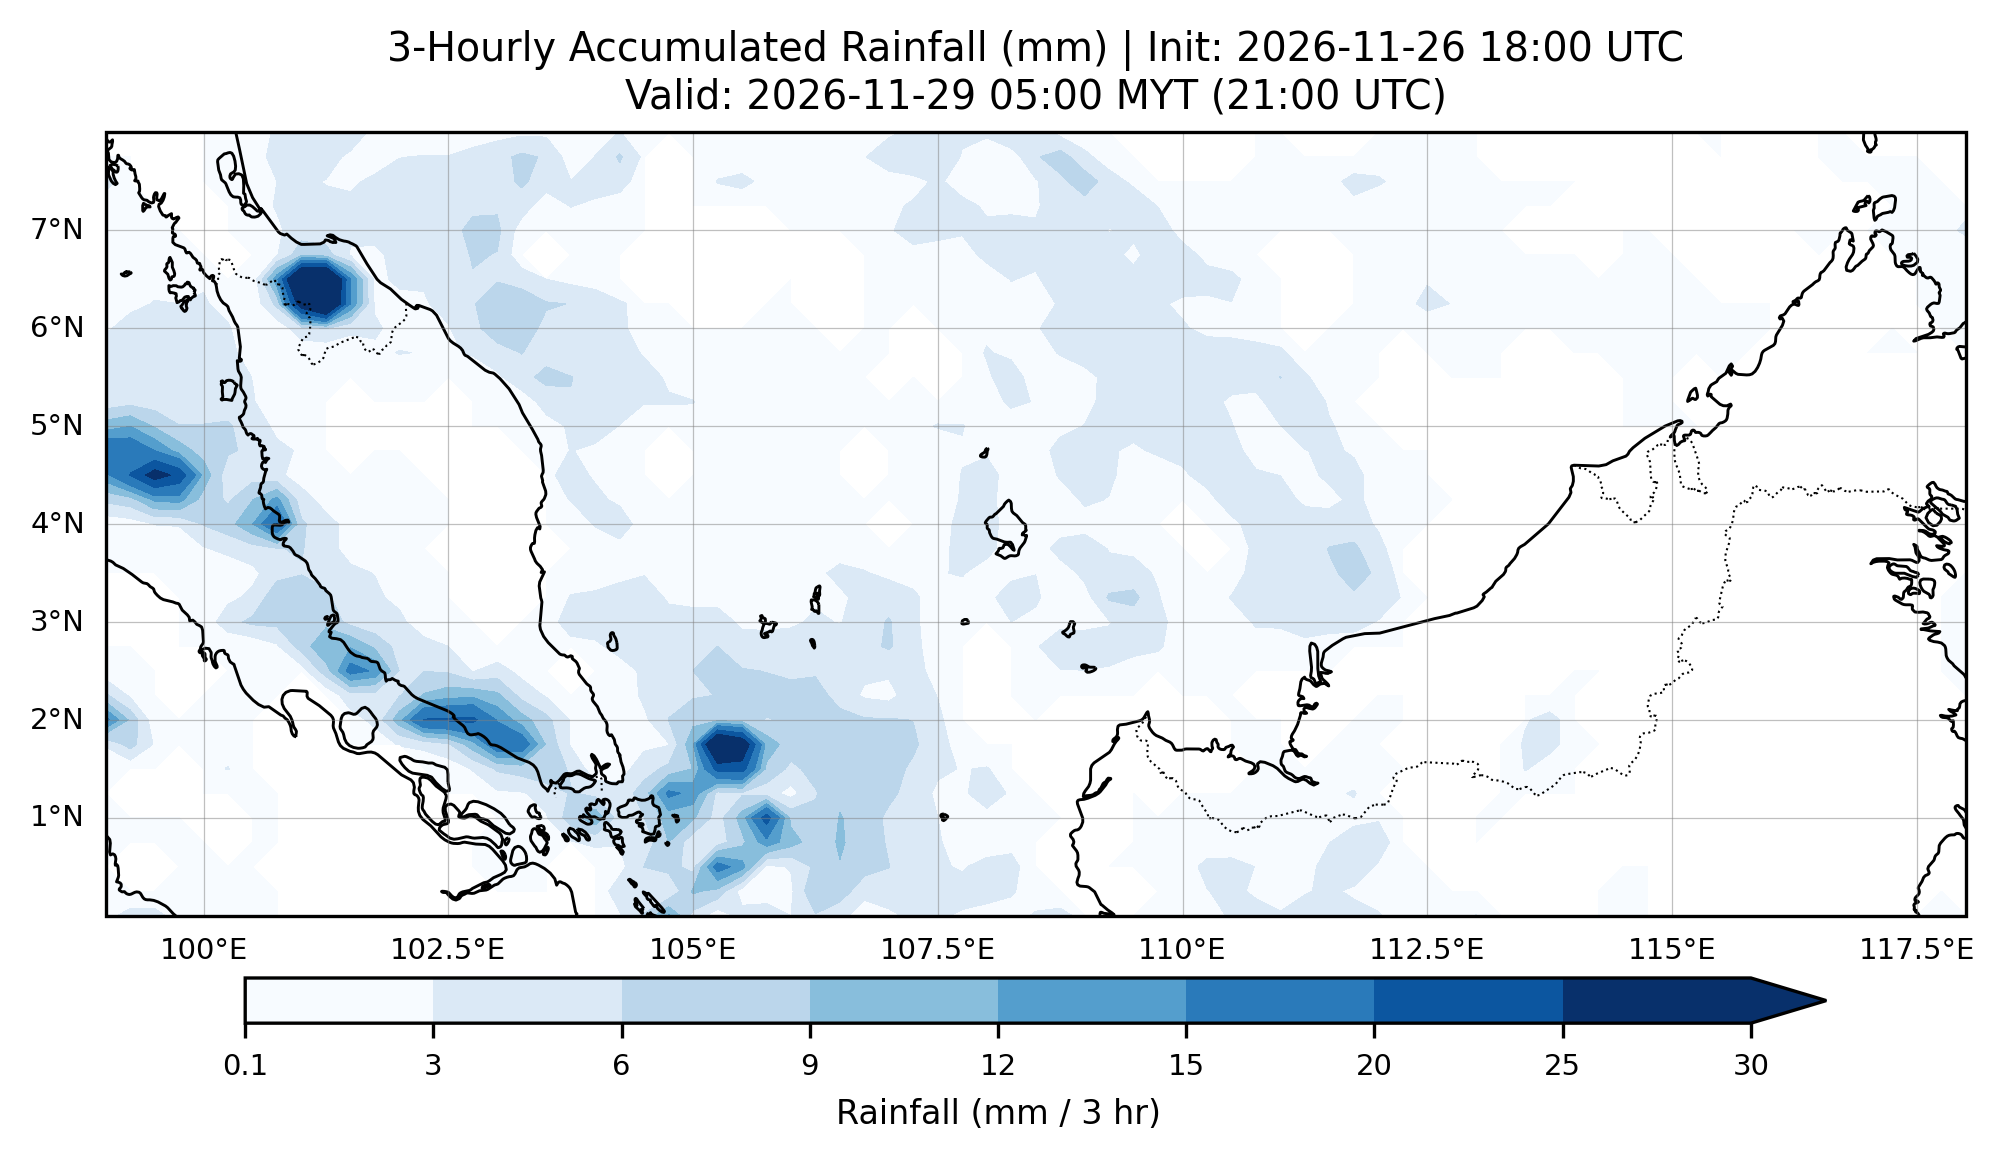 3-Hourly Accumulated Rainfall (mm) | Init: 2026-11-26 18:00 UTC
Valid: 2026-11-29 05:00 MYT (21:00 UTC)
7°N
6°N
5°N
4°N
3°N
2°N
1°N
100°E 102.5°E 105°E 107.5°E 110°E 112.5°E 115°E 117.5°E
0.1 3 6 9 12 15 20 25 30
Rainfall (mm / 3 hr)